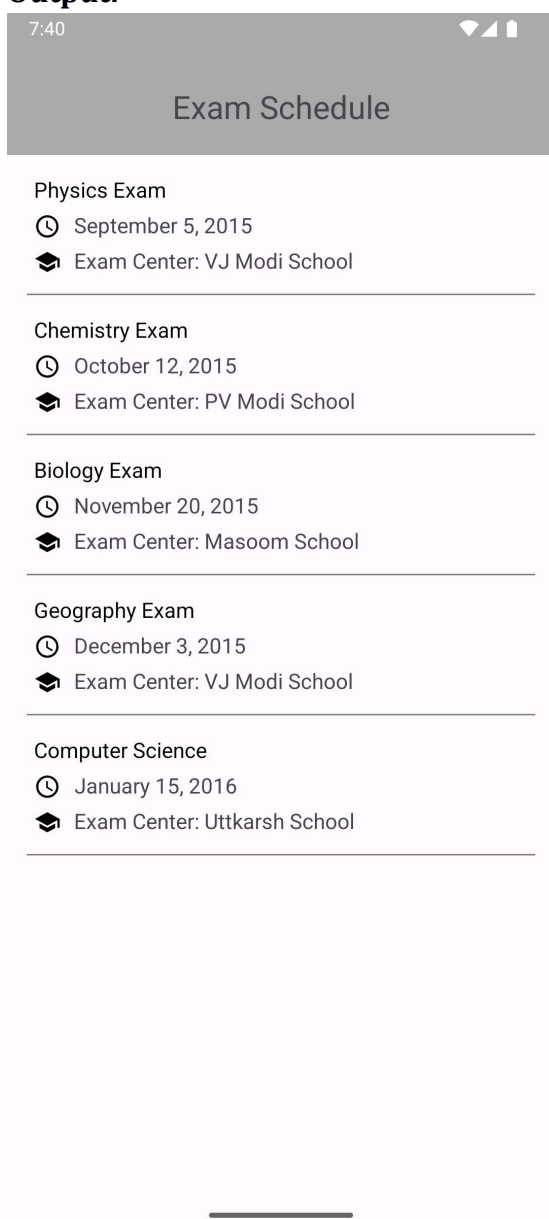 Output:
7:40
Exam Schedule
Physics Exam
September 5, 2015
Exam Center: VJ Modi School
Chemistry Exam
October 12, 2015
Exam Center: PV Modi School
Biology Exam
November 20, 2015
Exam Center: Masoom School
Geography Exam
December 3, 2015
Exam Center: VJ Modi School
Computer Science
January 15, 2016
Exam Center: Uttkarsh School